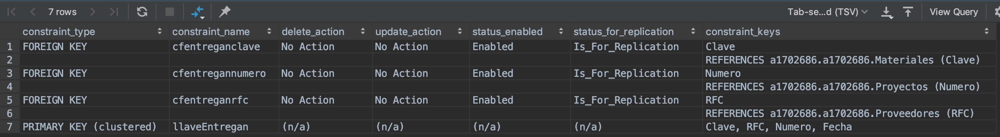 7 rows Tab-se...d (TSV) View Query
constraint_type constraint_name delete_action update_action status_enabled status_for_replication constraint_keys
1 FOREIGN KEY cfentreganclave No Action No Action Enabled Is_For_Replication Clave
2 REFERENCES a1702686.a1702686.Materiales (Clave)
3 FOREIGN KEY cfentregannumero No Action No Action Enabled Is_For_Replication Numero
4 REFERENCES a1702686.a1702686.Proyectos (Numero)
5 FOREIGN KEY cfentreganrfc No Action No Action Enabled Is_For_Replication RFC
6 REFERENCES a1702686.a1702686.Proveedores (RFC)
7 PRIMARY KEY (clustered) llaveEntregan (n/a) (n/a) (n/a) (n/a) Clave, RFC, Numero, Fecha